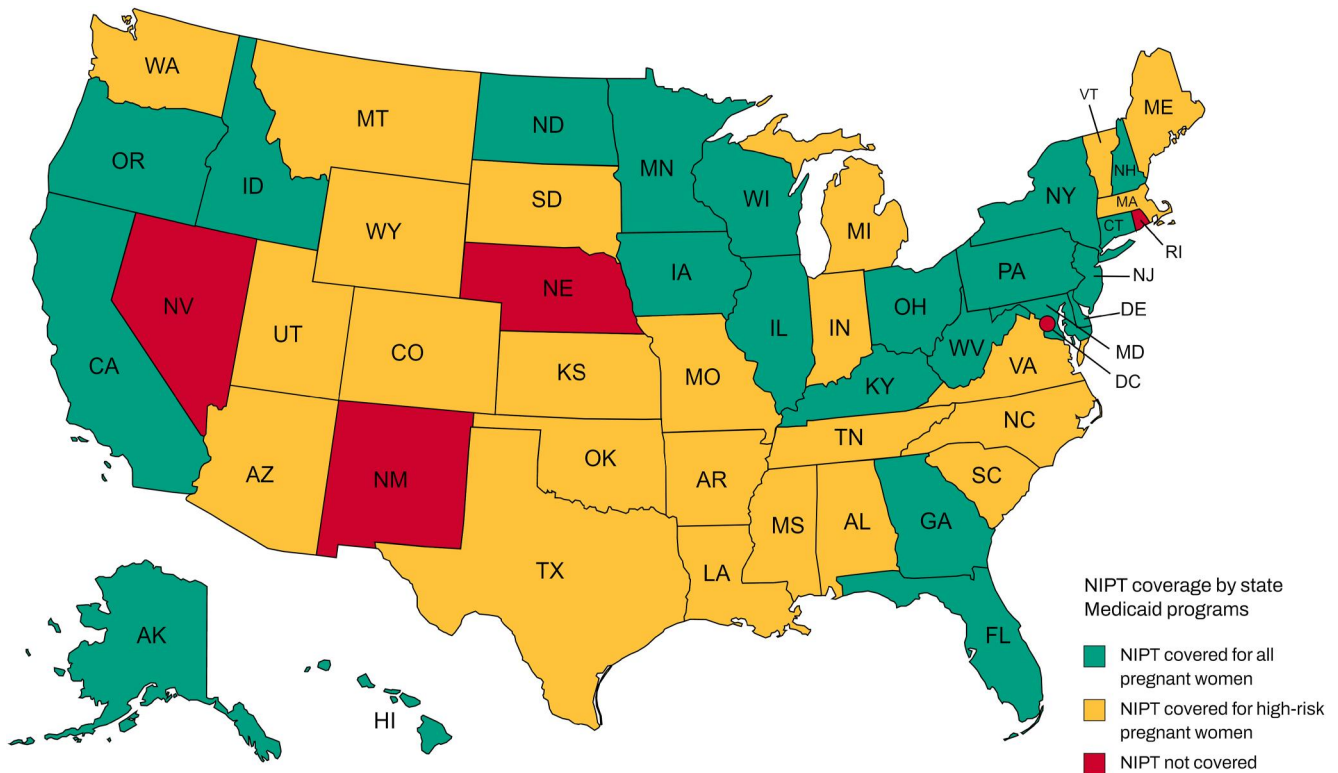 WA
MT
ND
MN
OR
ID
SD
WI
WY
MI
VT
ME
NH
NY
MA
CT
RI
NV
NE
IA
PA
NJ
UT
CO
IL
IN
OH
DE
CA
KS
MO
WV
MD
KY
VA
DC
AZ
NM
OK
AR
TN
NC
SC
MS
AL
GA
TX
LA
AK
HI
FL
NIPT coverage by state
Medicaid programs
NIPT covered for all
pregnant women
NIPT covered for high-risk
pregnant women
NIPT not covered